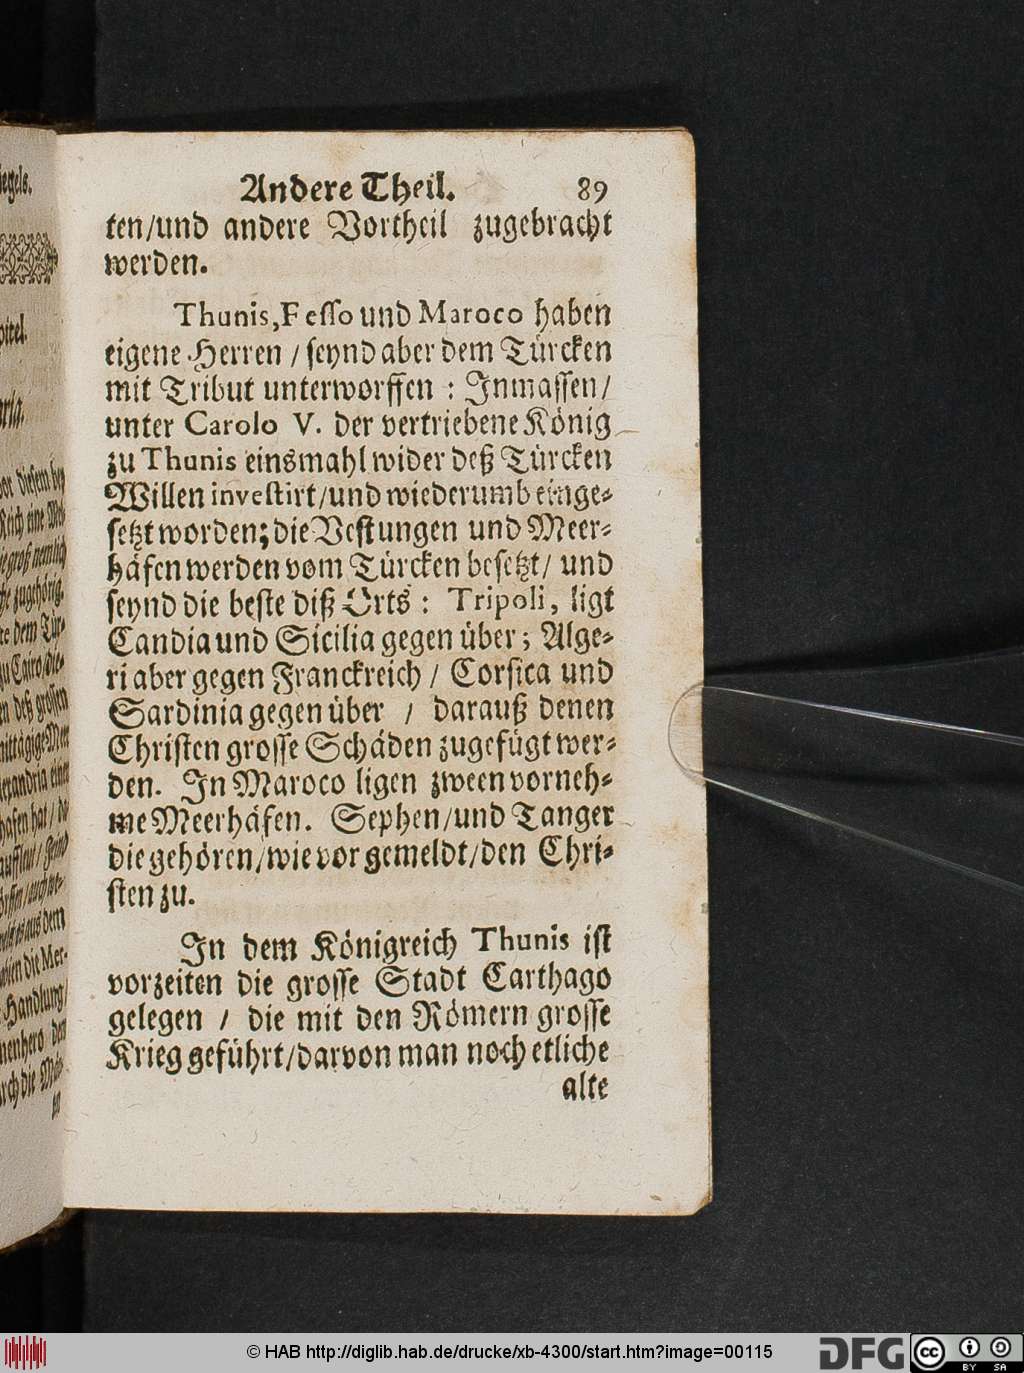 Andere Theil. 89
ten/und andere Vortheil zugebracht
werden.
Thunis, Fesso und Maroco haben
eigene Herren / seynd aber dem Türcken
mit Tribut unterworffen : Inmassen/
unter Carolo V. der vertriebene König
zu Thunis einsmahl wider deß Türcken
Willen investirt/und wiederumb einge-
setzt worden; die Vestungen und Meer-
häfen werden vom Türcken besetzt/ und
seynd die beste diß Orts : Tripoli, ligt
Candia und Sicilia gegen über; Alge-
ri aber gegen Franckreich / Corsica und
Sardinia gegen über / darauß denen
Christen grosse Schäden zugefügt wer-
den. In Maroco ligen zween vorneh-
me Meerhäfen. Sephen/und Tanger
die gehören/wie vor gemeldt/den Chri-
sten zu.
In dem Königreich Thunis ist
vorzeiten die grosse Stadt Carthago
gelegen / die mit den Römern grosse
Krieg geführt/darvon man noch etliche
alte
© HAB http://diglib.hab.de/drucke/xb-4300/start.htm?image=00115
DFG
cc BY SA